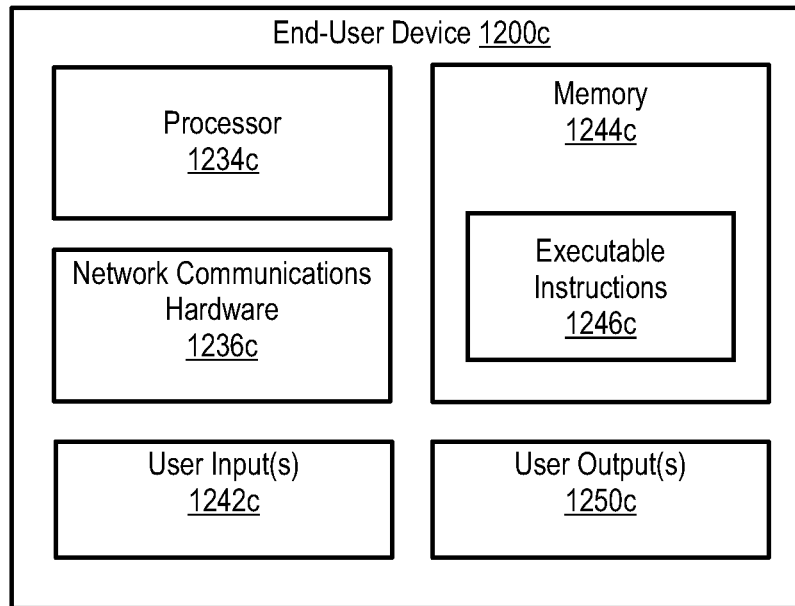 End-User Device 1200c
Processor
1234c
Memory
1244c
Network Communications
Hardware
1236c
Executable
Instructions
1246c
User Input(s)
1242c
User Output(s)
1250c